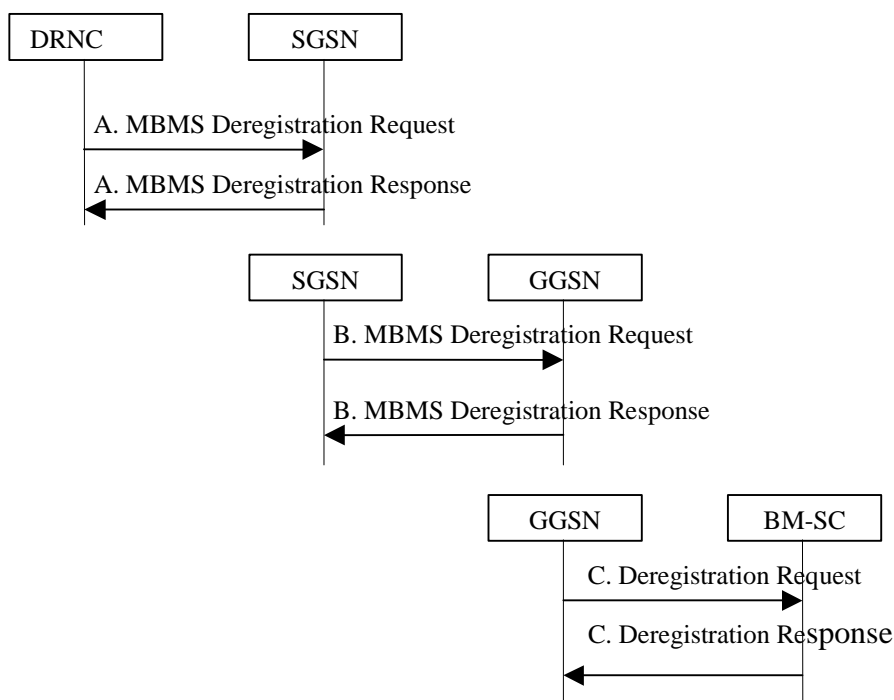 DRNC
SGSN
A. MBMS Deregistration Request
A. MBMS Deregistration Response
SGSN
GGSN
B. MBMS Deregistration Request
B. MBMS Deregistration Response
GGSN
BM-SC
C. Deregistration Request
C. Deregistration Response